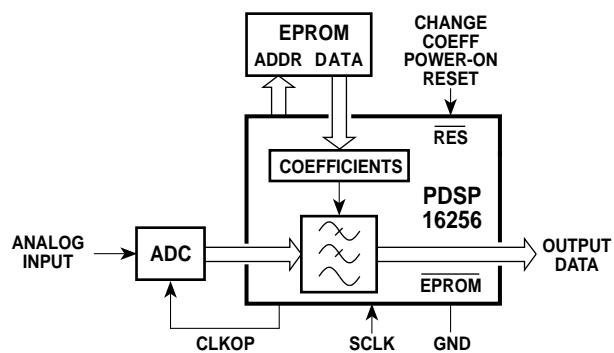 EPROM
ADDR DATA
CHANGE
COEFF
POWER-ON
RESET
RES
COEFFICIENTS
PDSP
16256
ANALOG
INPUT
ADC
OUTPUT
DATA
EPROM
CLKOP
SCLK
GND